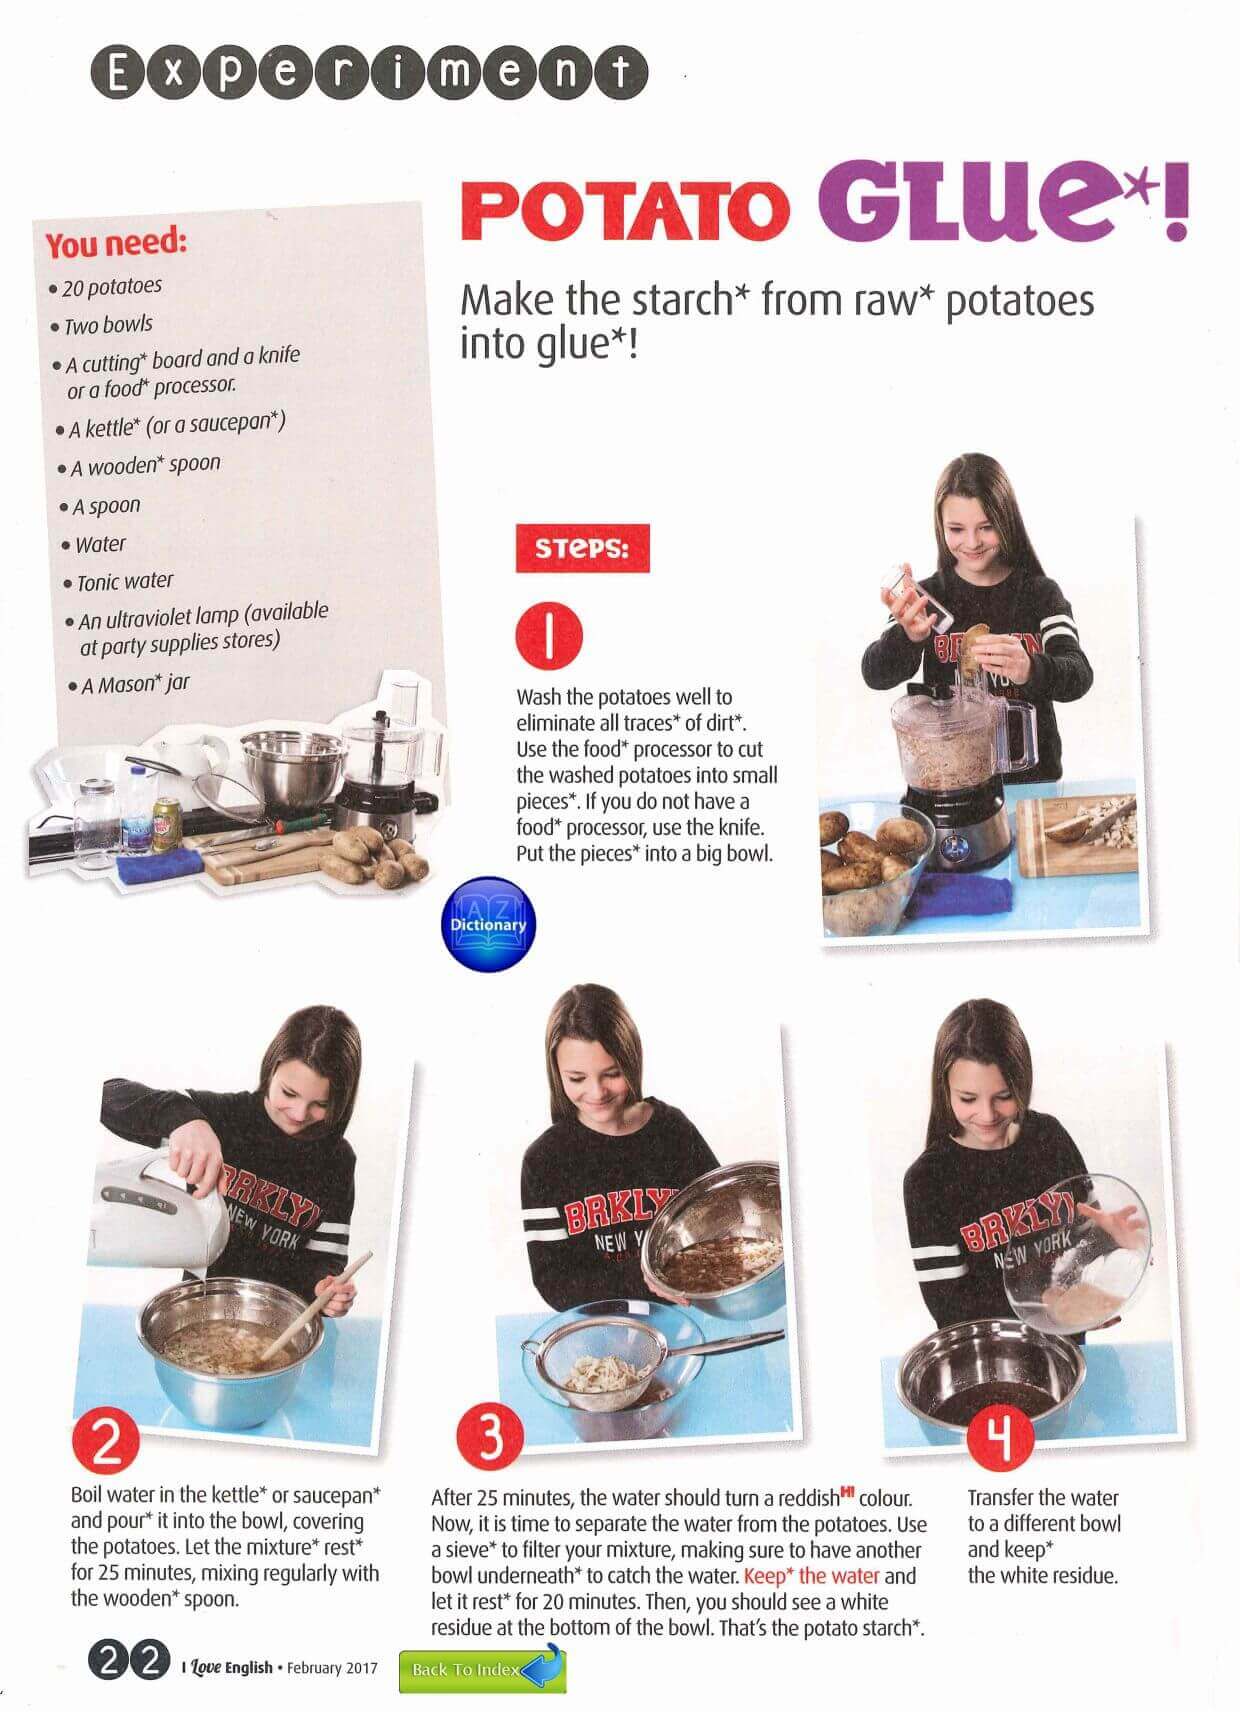 Experiment
POTATO GLUE*!
Make the starch* from raw* potatoes
into glue*!
You need:
• 20 potatoes
• Two bowls
• A cutting* board and a knife
or a food* processor.
• A kettle* (or a saucepan*)
• A wooden* spoon
• A spoon
• Water
• Tonic water
• An ultraviolet lamp (available
at party supplies stores)
• A Mason* jar
STEPS:
1
Wash the potatoes well to
eliminate all traces* of dirt*.
Use the food* processor to cut
the washed potatoes into small
pieces*. If you do not have a
food* processor, use the knife.
Put the pieces* into a big bowl.
A Z
Dictionary
BRKLYN
NEW YORK
BRKLY
NEW Y
BRKLYN
NEW YORK
2
Boil water in the kettle* or saucepan*
and pour* it into the bowl, covering
the potatoes. Let the mixture* rest*
for 25 minutes, mixing regularly with
the wooden* spoon.
3
After 25 minutes, the water should turn a reddishH! colour.
Now, it is time to separate the water from the potatoes. Use
a sieve* to filter your mixture, making sure to have another
bowl underneath* to catch the water. Keep* the water and
let it rest* for 20 minutes. Then, you should see a white
residue at the bottom of the bowl. That's the potato starch*.
4
Transfer the water
to a different bowl
and keep*
the white residue.
22 I Love English • February 2017
Back To Index